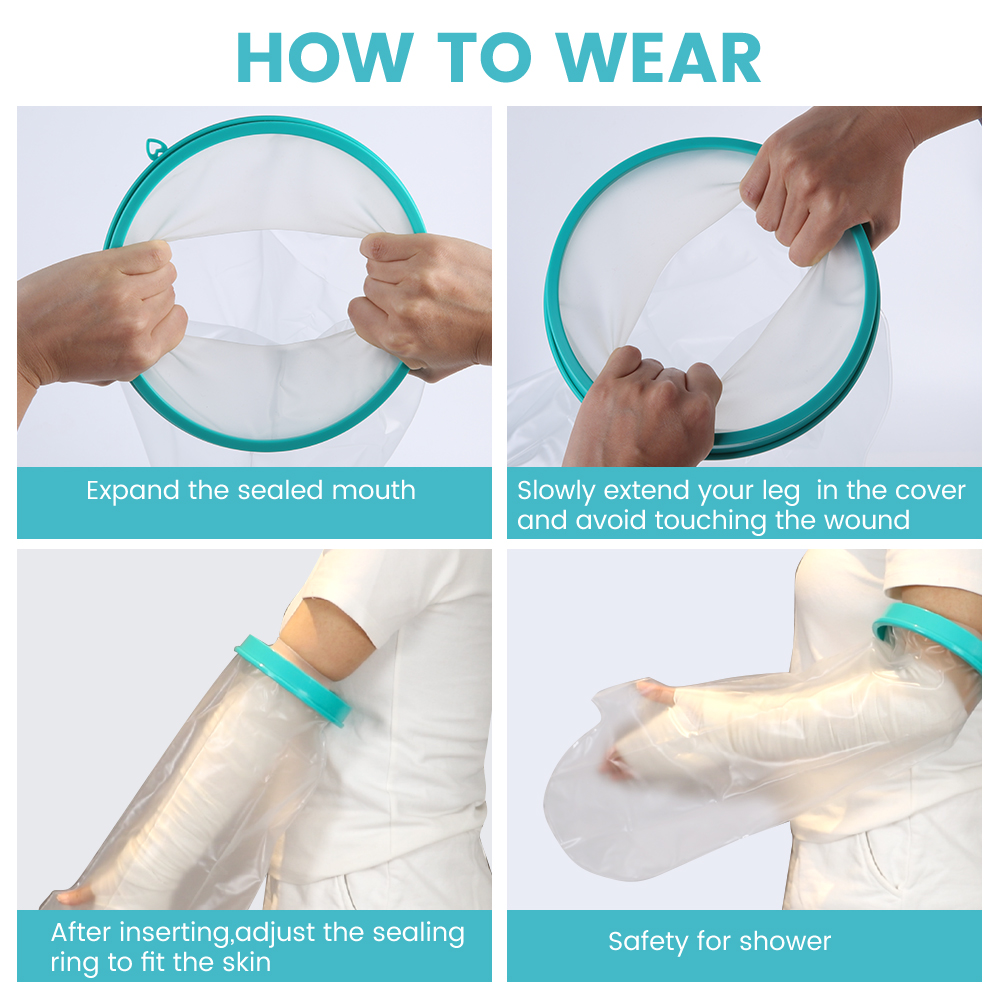 HOW TO WEAR
Expand the sealed mouth
Slowly extend your leg  in the cover
and avoid touching the wound
After inserting,adjust the sealing
ring to fit the skin
Safety for shower